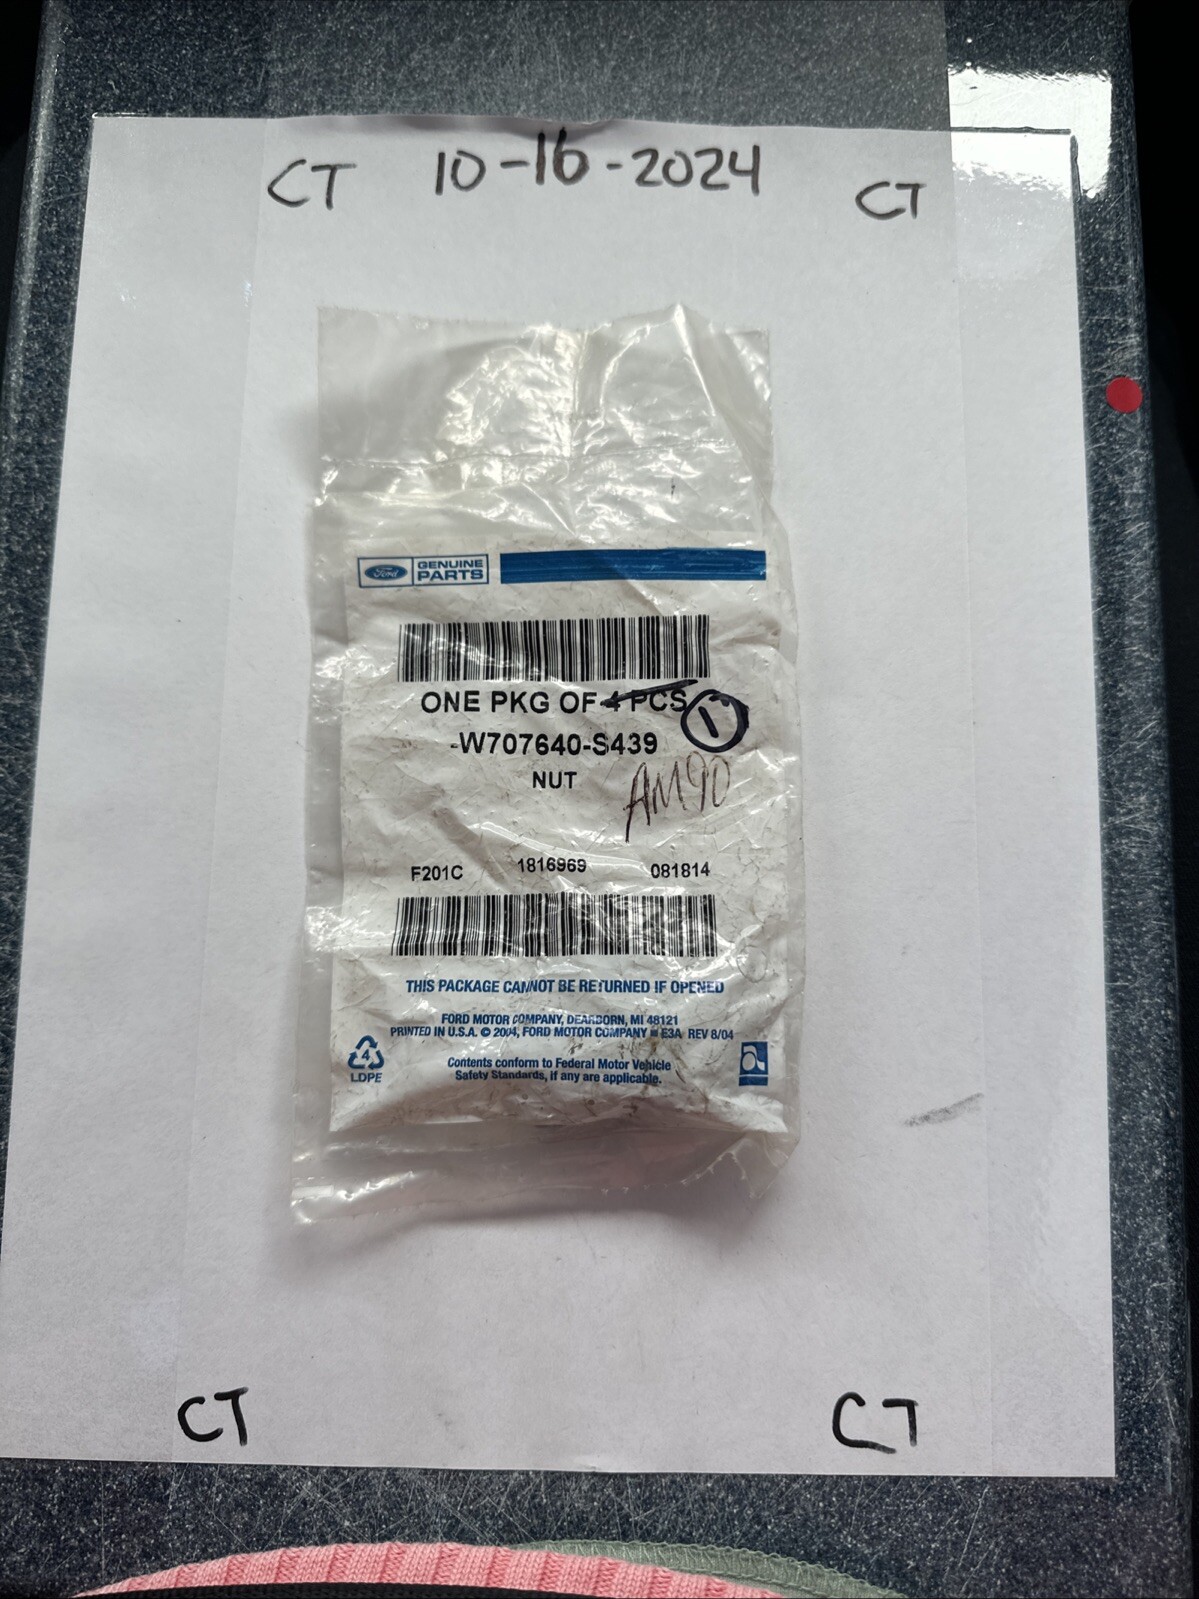 CT 10-16-2024 CT
Ford GENUINE
PARTS
ONE PKG OF 4 PCS 1
-W707640-S439
NUT
AM90
F201C 1816969 081814
THIS PACKAGE CANNOT BE RETURNED IF OPENED
FORD MOTOR COMPANY, DEARBORN, MI 48121
PRINTED IN U.S.A. © 2004, FORD MOTOR COMPANY E3A REV 8/04
4
LDPE
Contents conform to Federal Motor Vehicle
Safety Standards, if any are applicable.
CT CT